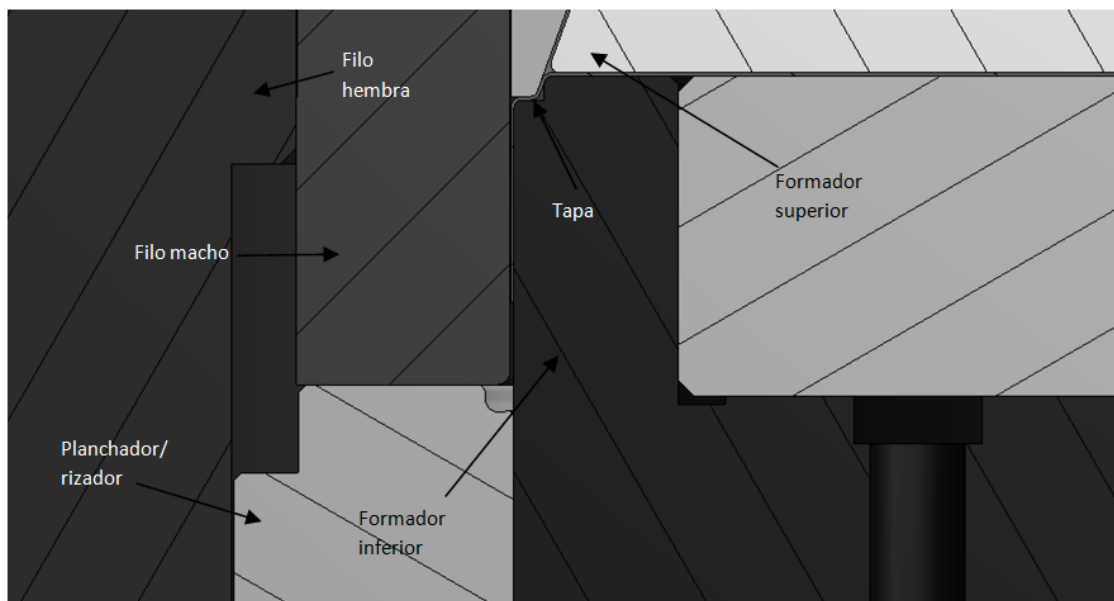 Filo
hembra
Formador
superior
Tapa
Filo macho
Planchador/
rizador
Formador
inferior